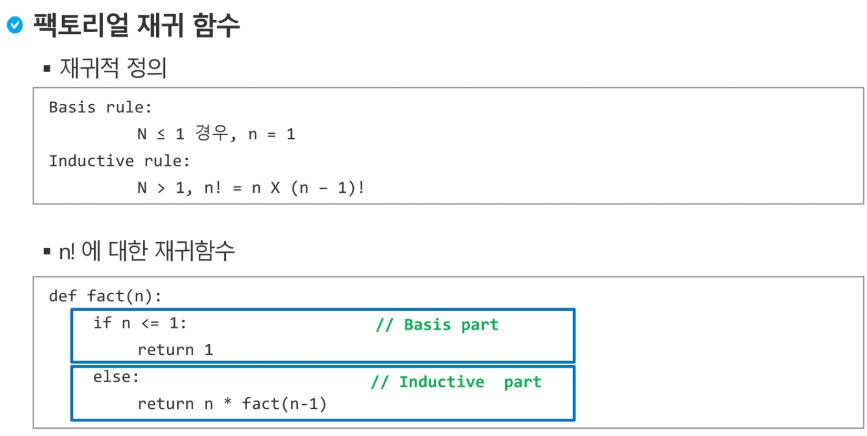 팩토리얼 재귀 함수
▪ 재귀적 정의
Basis rule:
N ≤ 1 경우, n = 1
Inductive rule:
N > 1, n! = n X (n – 1)!
▪ n! 에 대한 재귀함수
def fact(n):
if n <= 1: // Basis part
return 1
else: // Inductive part
return n * fact(n-1)